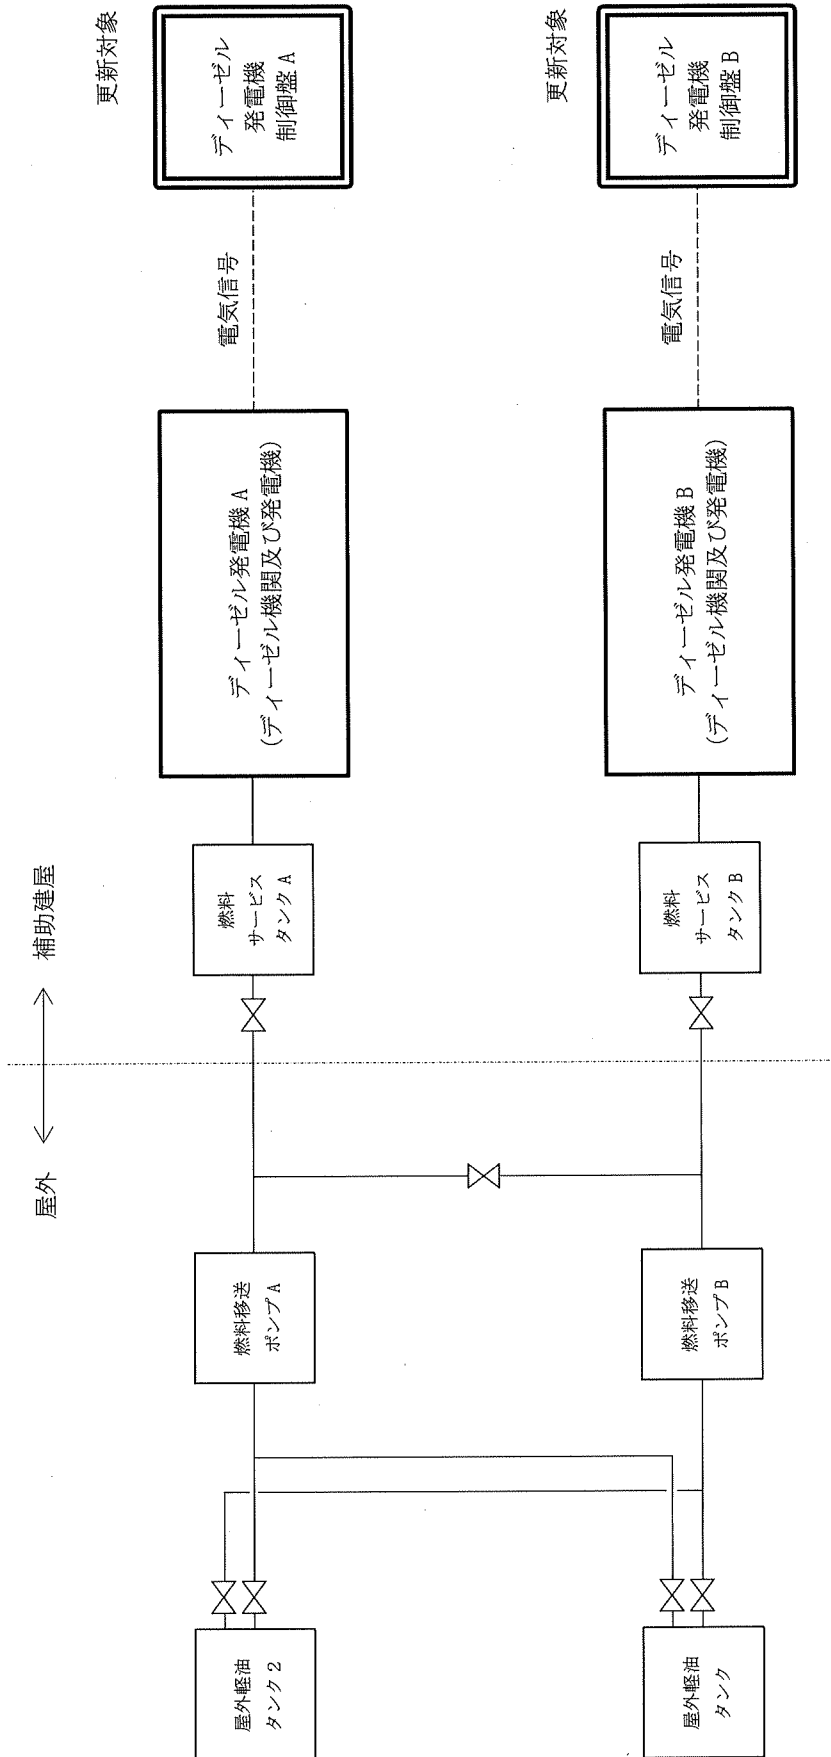 屋外
補助建屋
更新対象
屋外軽油
タンク2
燃料移送
ポンプA
燃料
サービス
タンクA
ディーゼル発電機 A
(ディーゼル機関及び発電機)
電気信号
ディーゼル
発電機
制御盤 A
更新対象
屋外軽油
タンク
燃料移送
ポンプB
燃料
サービス
タンクB
ディーゼル発電機 B
(ディーゼル機関及び発電機)
電気信号
ディーゼル
発電機
制御盤 B